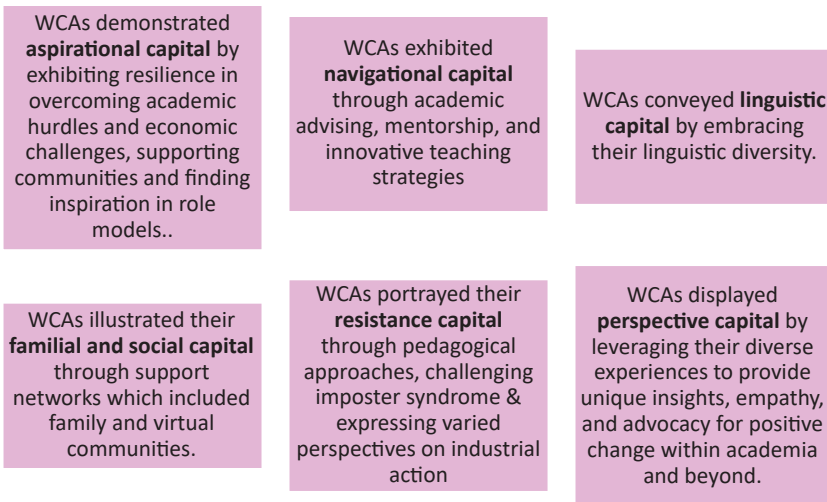 WCAs demonstrated
aspirational capital by
exhibiting resilience in
overcoming academic
hurdles and economic
challenges, supporting
communities and finding
inspiration in role
models..
WCAs exhibited
navigational capital
through academic
advising, mentorship, and
innovative teaching
strategies
WCAs conveyed linguistic
capital by embracing
their linguistic diversity.
WCAs illustrated their
familial and social capital
through support
networks which included
family and virtual
communities.
WCAs portrayed their
resistance capital
through pedagogical
approaches, challenging
imposter syndrome &
expressing varied
perspectives on industrial
action
WCAs displayed
perspective capital by
leveraging their diverse
experiences to provide
unique insights, empathy,
and advocacy for positive
change within academia
and beyond.